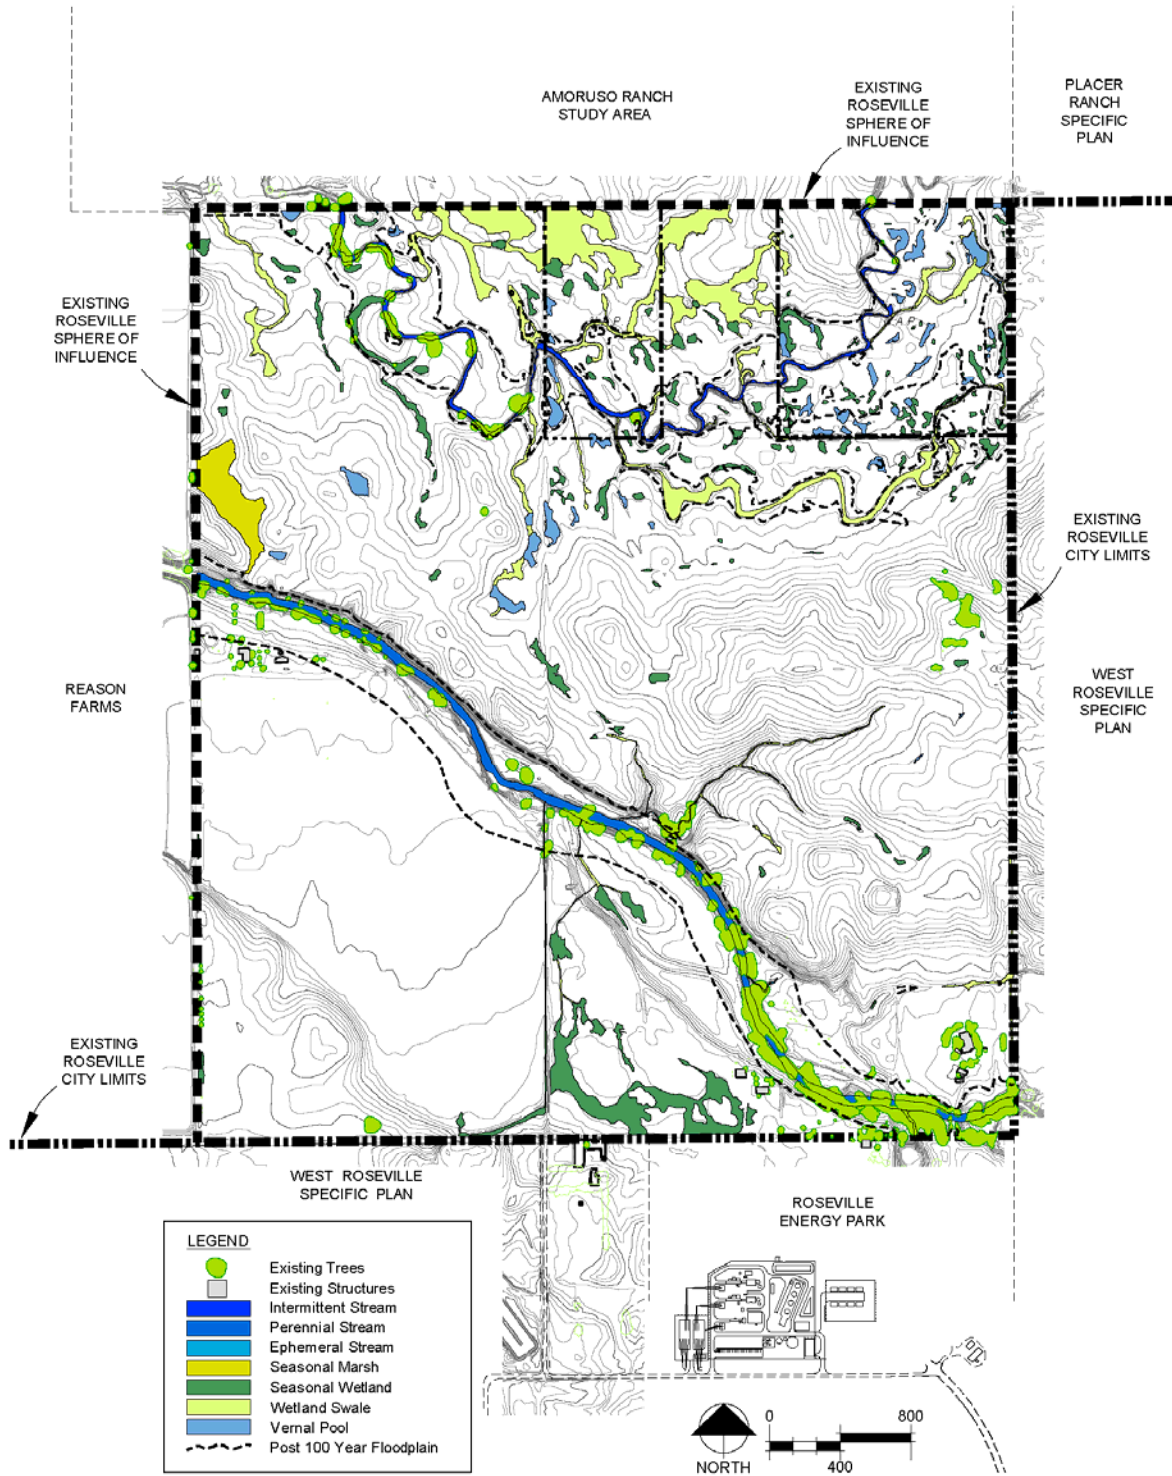 AMORUSO RANCH
STUDY AREA
EXISTING
ROSEVILLE
SPHERE OF
INFLUENCE
PLACER
RANCH
SPECIFIC
PLAN
EXISTING
ROSEVILLE
SPHERE OF
INFLUENCE
EXISTING
ROSEVILLE
CITY LIMITS
REASON
FARMS
WEST
ROSEVILLE
SPECIFIC
PLAN
EXISTING
ROSEVILLE
CITY LIMITS
WEST ROSEVILLE
SPECIFIC PLAN
ROSEVILLE
ENERGY PARK
LEGEND
Existing Trees
Existing Structures
Intermittent Stream
Perennial Stream
Ephemeral Stream
Seasonal Marsh
Seasonal Wetland
Wetland Swale
Vernal Pool
Post 100 Year Floodplain
NORTH
0 800
400